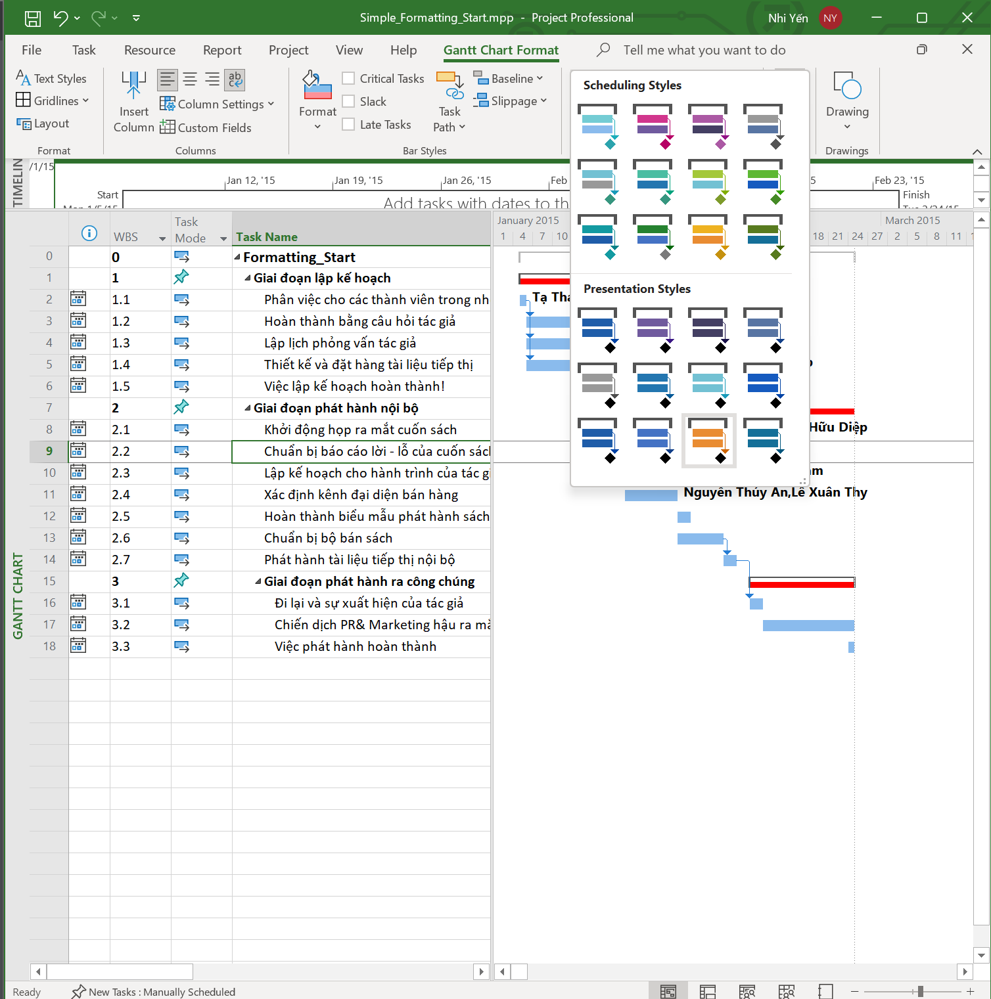 Simple_Formatting_Start.mpp - Project Professional
Nhi Yến
NY
File Task Resource Report Project View Help Gantt Chart Format Tell me what you want to do
Text Styles
Gridlines
Layout
Format
Insert Column
Column Settings
Custom Fields
Columns
Format
Critical Tasks
Slack
Late Tasks
Task Path
Baseline
Slippage
Bar Styles
Scheduling Styles
Presentation Styles
Drawing
Drawings
TIMELIN
/1/15
Jan 12, '15 Jan 19, '15 Jan 26, '15 Feb 5 Feb 23, '15
Start
Add tasks with dates to th
Finish
GANTT CHART
WBS Task Mode Task Name
January 2015 March 2015
1 4 7 10 18 21 24 27 2 5 8 11
0 0 Formatting_Start
1 1 Giai đoạn lập kế hoạch
2 1.1 Phân việc cho các thành viên trong nh
Tạ Tha
3 1.2 Hoàn thành bằng câu hỏi tác giả
4 1.3 Lập lịch phỏng vấn tác giả
5 1.4 Thiết kế và đặt hàng tài liệu tiếp thị
6 1.5 Việc lập kế hoạch hoàn thành!
7 2 Giai đoạn phát hành nội bộ
8 2.1 Khởi động họp ra mắt cuốn sách
Hữu Diệp
9 2.2 Chuẩn bị báo cáo lời - lỗ của cuốn sácl
10 2.3 Lập kế hoạch cho hành trình của tác g
am
11 2.4 Xác định kênh đại diện bán hàng
Nguyễn Thúy An,Lê Xuân Thy
12 2.5 Hoàn thành biểu mẫu phát hành sách
13 2.6 Chuẩn bị bộ bán sách
14 2.7 Phát hành tài liệu tiếp thị nội bộ
15 3 Giai đoạn phát hành ra công chúng
16 3.1 Đi lại và sự xuất hiện của tác giả
17 3.2 Chiến dịch PR& Marketing hậu ra mắ
18 3.3 Việc phát hành hoàn thành
Ready New Tasks : Manually Scheduled